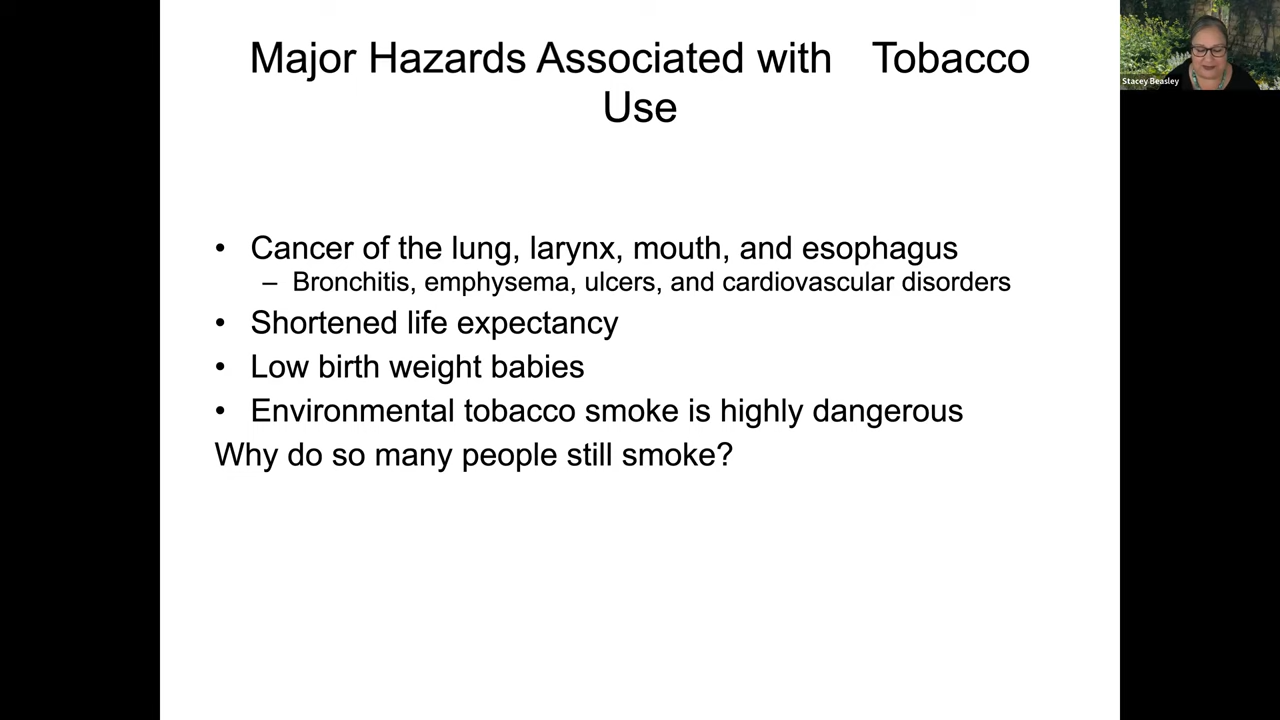 Major Hazards Associated with Tobacco
Use
Stacey Beasley
• Cancer of the lung, larynx, mouth, and esophagus
– Bronchitis, emphysema, ulcers, and cardiovascular disorders
• Shortened life expectancy
• Low birth weight babies
• Environmental tobacco smoke is highly dangerous
Why do so many people still smoke?